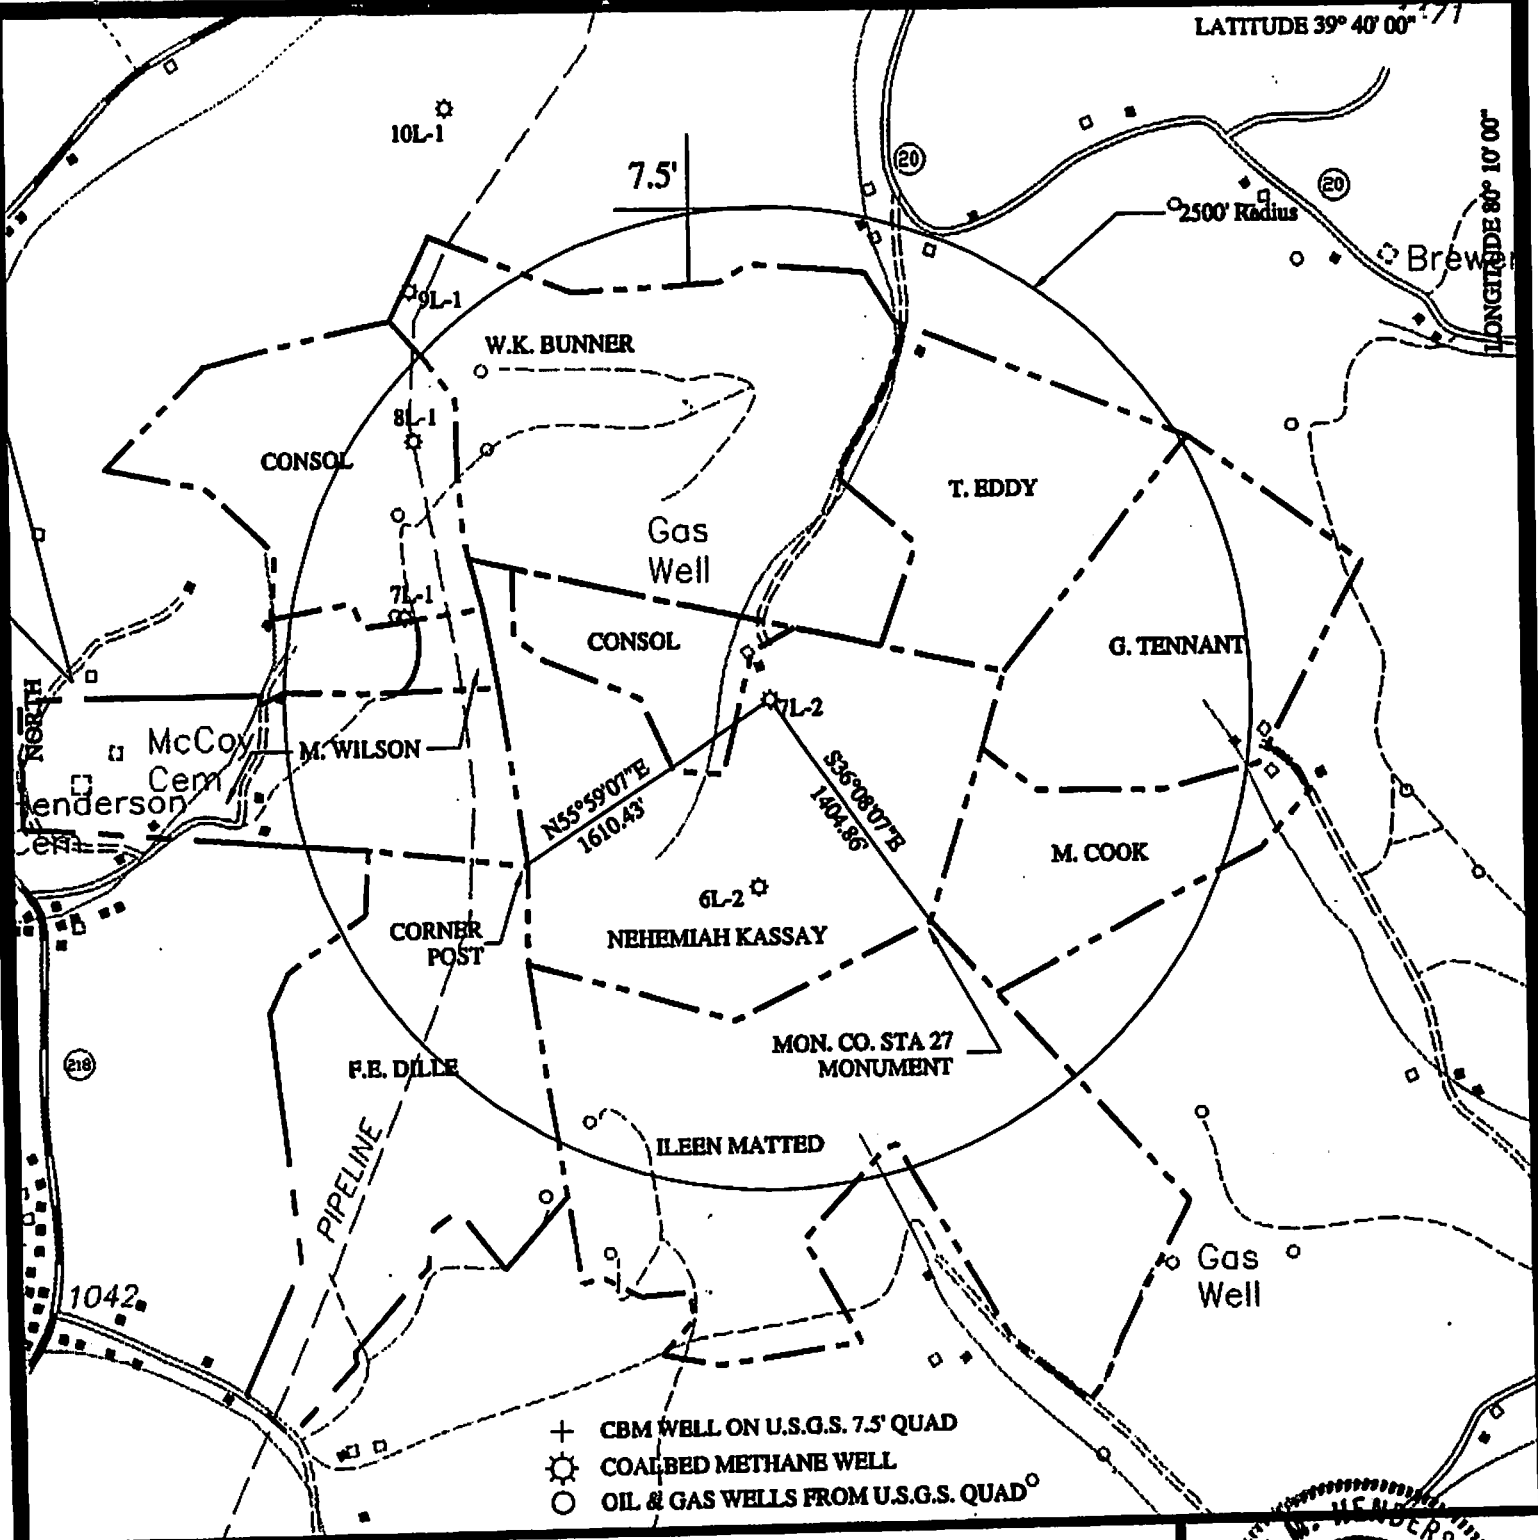 LATITUDE 39° 40' 00"
LONGITUDE 80° 10' 00"
10L-1
7.5'
20
20
2500' Radius
Brewer
9L-1
W.K. BUNNER
8L-1
CONSOL
T. EDDY
Gas
Well
7L-1
CONSOL
G. TENNANT
NORTH
7L-2
McCoy
Cem
M. WILSON
enderson
Cem
N55°59'07"E
1610.43'
S36°08'07"E
1404.86'
M. COOK
6L-2
CORNER
POST
NEHEMIAH KASSAY
MON. CO. STA 27
MONUMENT
218
F.E. DILLE
ILEEN MATTED
PIPELINE
Gas
Well
1042
CBM WELL ON U.S.G.S. 7.5' QUAD
COALBED METHANE WELL
OIL & GAS WELLS FROM U.S.G.S. QUAD
M. HENDERS